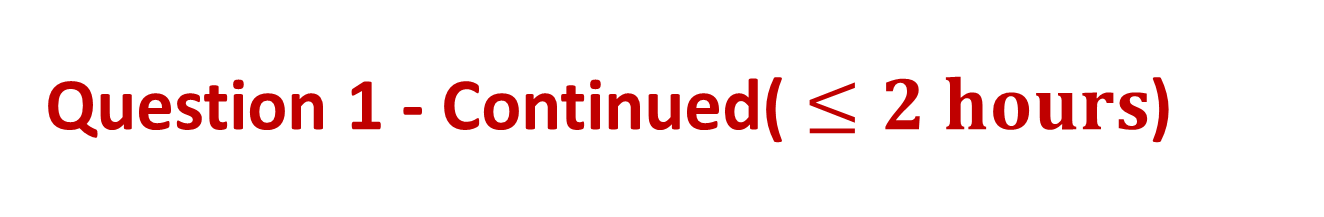 Question 1 - Continued( ≤ 2 hours)